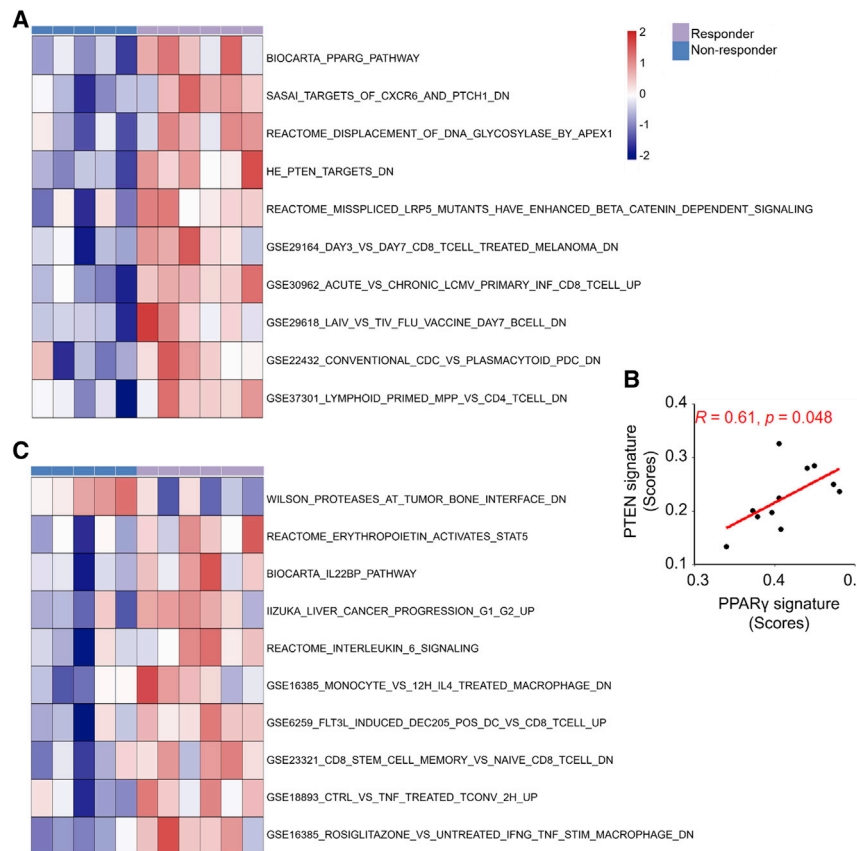 A
Responder
Non-responder
2
1
0
-1
-2
BIOCARTA_PPARG_PATHWAY
SASAI_TARGETS_OF_CXCR6_AND_PTCH1_DN
REACTOME_DISPLACEMENT_OF_DNA_GLYCOSYLASE_BY_APEX1
HE_PTEN_TARGETS_DN
REACTOME_MISSPLICED_LRP5_MUTANTS_HAVE_ENHANCED_BETA_CATENIN_DEPENDENT_SIGNALING
GSE29164_DAY3_VS_DAY7_CD8_TCELL_TREATED_MELANOMA_DN
GSE30962_ACUTE_VS_CHRONIC_LCMV_PRIMARY_INF_CD8_TCELL_UP
GSE29618_LAIV_VS_TIV_FLU_VACCINE_DAY7_BCELL_DN
GSE22432_CONVENTIONAL_CDC_VS_PLASMACYTOID_PDC_DN
GSE37301_LYMPHOID_PRIMED_MPP_VS_CD4_TCELL_DN
B
R = 0.61, p = 0.048
PTEN signature
(Scores)
0.4
0.3
0.2
0.1
0.3
0.4
0.
PPARγ signature
(Scores)
C
WILSON_PROTEASES_AT_TUMOR_BONE_INTERFACE_DN
REACTOME_ERYTHROPOIETIN_ACTIVATES_STAT5
BIOCARTA_IL22BP_PATHWAY
IIZUKA_LIVER_CANCER_PROGRESSION_G1_G2_UP
REACTOME_INTERLEUKIN_6_SIGNALING
GSE16385_MONOCYTE_VS_12H_IL4_TREATED_MACROPHAGE_DN
GSE6259_FLT3L_INDUCED_DEC205_POS_DC_VS_CD8_TCELL_UP
GSE23321_CD8_STEM_CELL_MEMORY_VS_NAIVE_CD8_TCELL_DN
GSE18893_CTRL_VS_TNF_TREATED_TCONV_2H_UP
GSE16385_ROSIGLITAZONE_VS_UNTREATED_IFNG_TNF_STIM_MACROPHAGE_DN